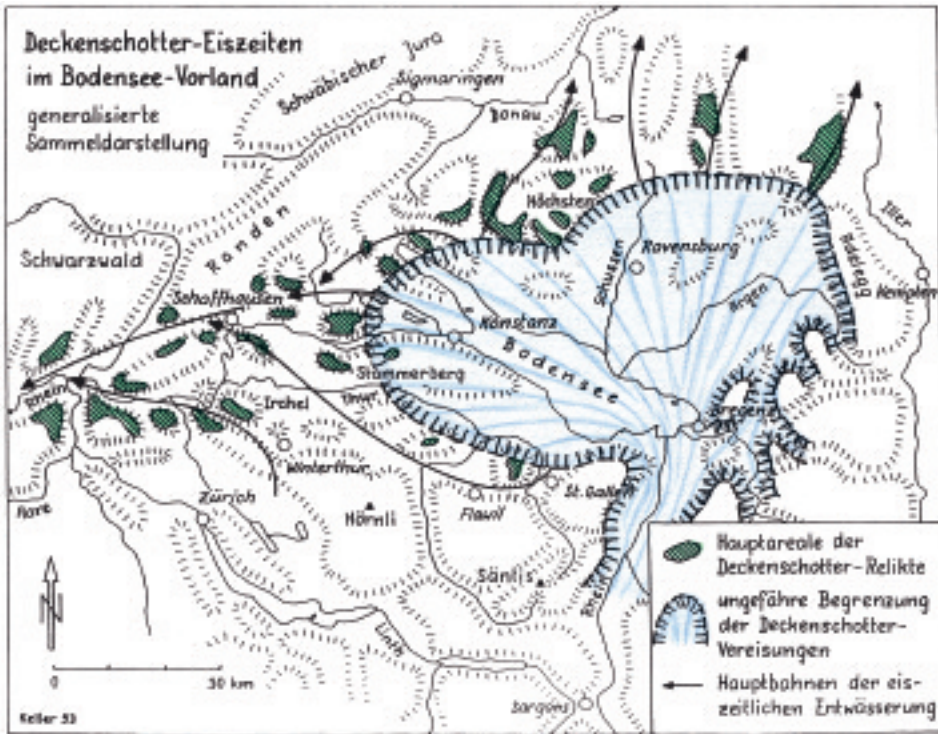 Deckenschotter-Eiszeiten
im Bodensee-Vorland
generalisierte
Sammeldarstellung
Schwäbischer Jura
Sigmaringen
Donau
Höchsten
Randen
Schwarzwald
Schaffhausen
Ravensburg
Schussen
Iller
Kempten
Argen
Konstanz
Bodensee
Stammerberg
Rhein
Thur
Irchel
Bregenz
Winterthur
St. Gallen
Flawil
Aare
Zürich
Hörnli
Säntis
Rhein
Linth
Sargans
N
0 30 km
Keller 93
Hauptareale der
Deckenschotter-Relikte
ungefähre Begrenzung
der Deckenschotter-
Vereisungen
Hauptbahnen der eis-
zeitlichen Entwässerung